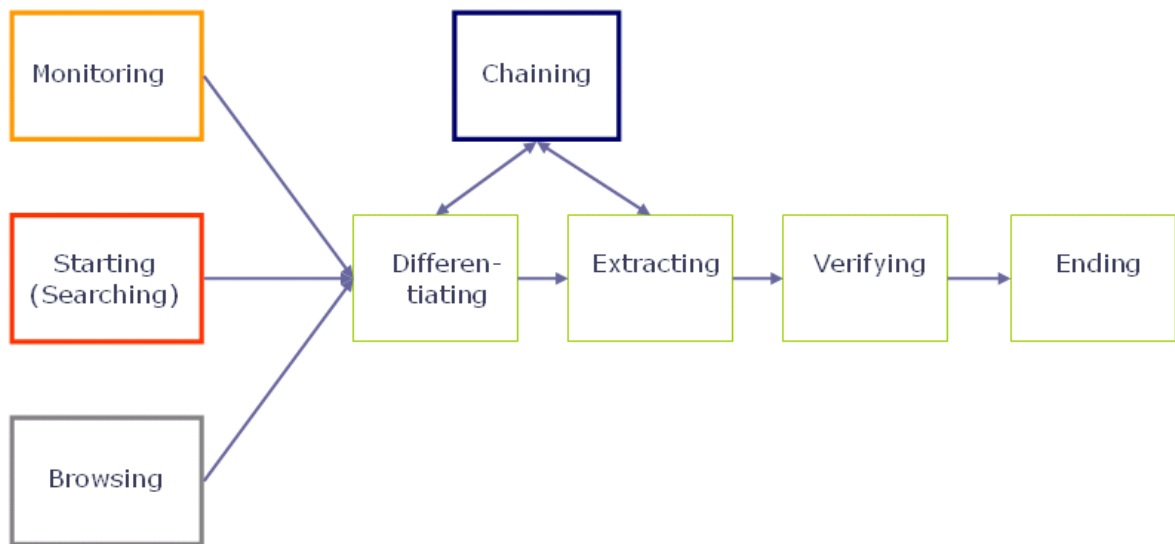 Monitoring
Chaining
Starting
(Searching)
Differen-
tiating
Extracting
Verifying
Ending
Browsing